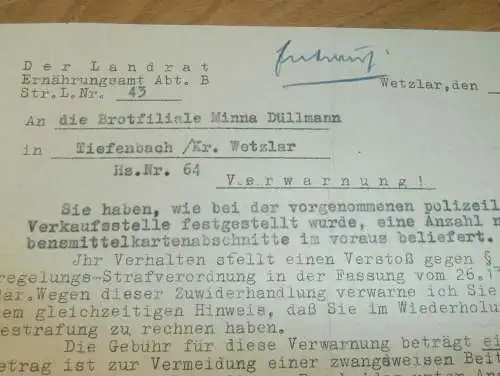 Entwurf
Der Landrat
Ernährungsamt Abt. B
Str.L.Nr. 43
Wetzlar, den
An die Brotfiliale Minna Düllmann
in Tiefenbach /Kr. Wetzlar
Hs.Nr. 64
Verwarnung!
Sie haben, wie bei der vorgenommenen polizeil
Verkaufsstelle festgestellt wurde, eine Anzahl
bensmittelkartenabschnitte im voraus beliefert.
Jhr Verhalten stellt einen Verstoß gegen §
regelungs-Strafverordnung in der Fassung vom 26.1
bar. Wegen dieser Zuwiderhandlung verwarne ich Sie
em gleichzeitigen Hinweis, daß Sie im Wiederholu
estrafung zu rechnen haben.
Die Gebühr für diese Verwarnung beträgt
etrag ist zur Vermeidung einer zwangsweisen Beit